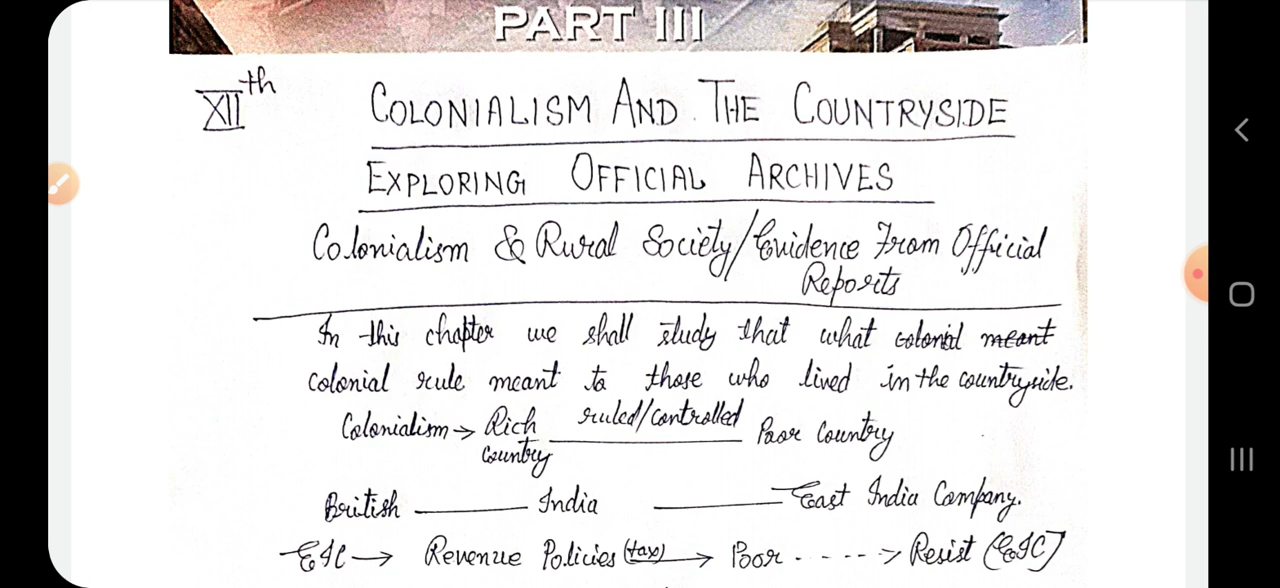 PART III
XIIth
COLONIALISM AND THE COUNTRYSIDE
EXPLORING OFFICIAL ARCHIVES
Colonialism & Rural Society/Evidence From Official
Reports
In this chapter we shall study that what colonial meant
colonial rule meant to those who lived in the countryside.
Colonialism → Rich ruled/controlled Poor Country
Country
British ——— India ——— East India Company.
EIC → Revenue Policies (tax) → Poor - - - - -> Resist (EIC)